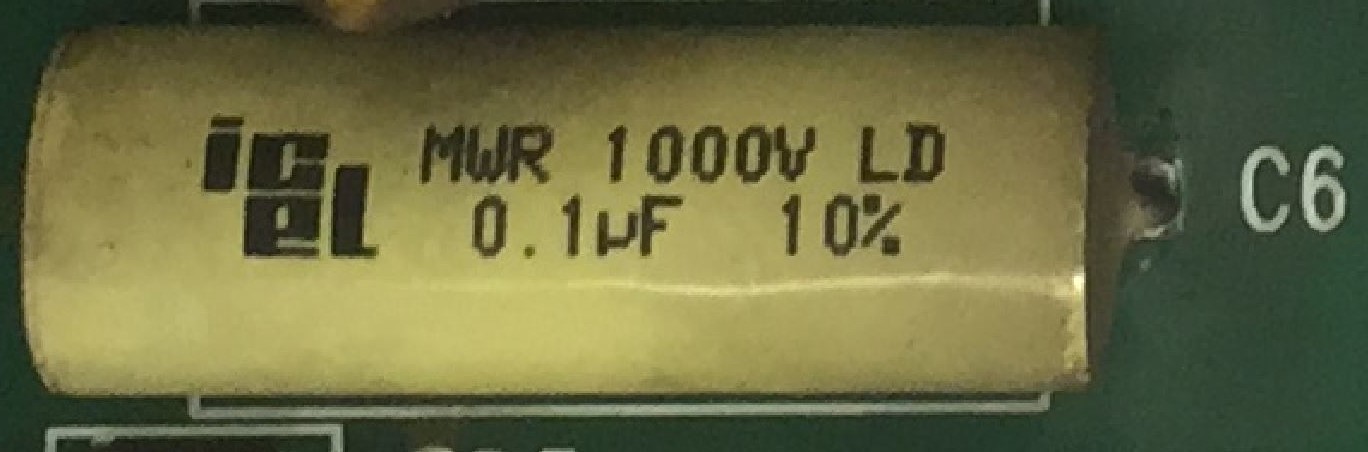 icel
MWR 1000V LD
0.1µF 10%
C6